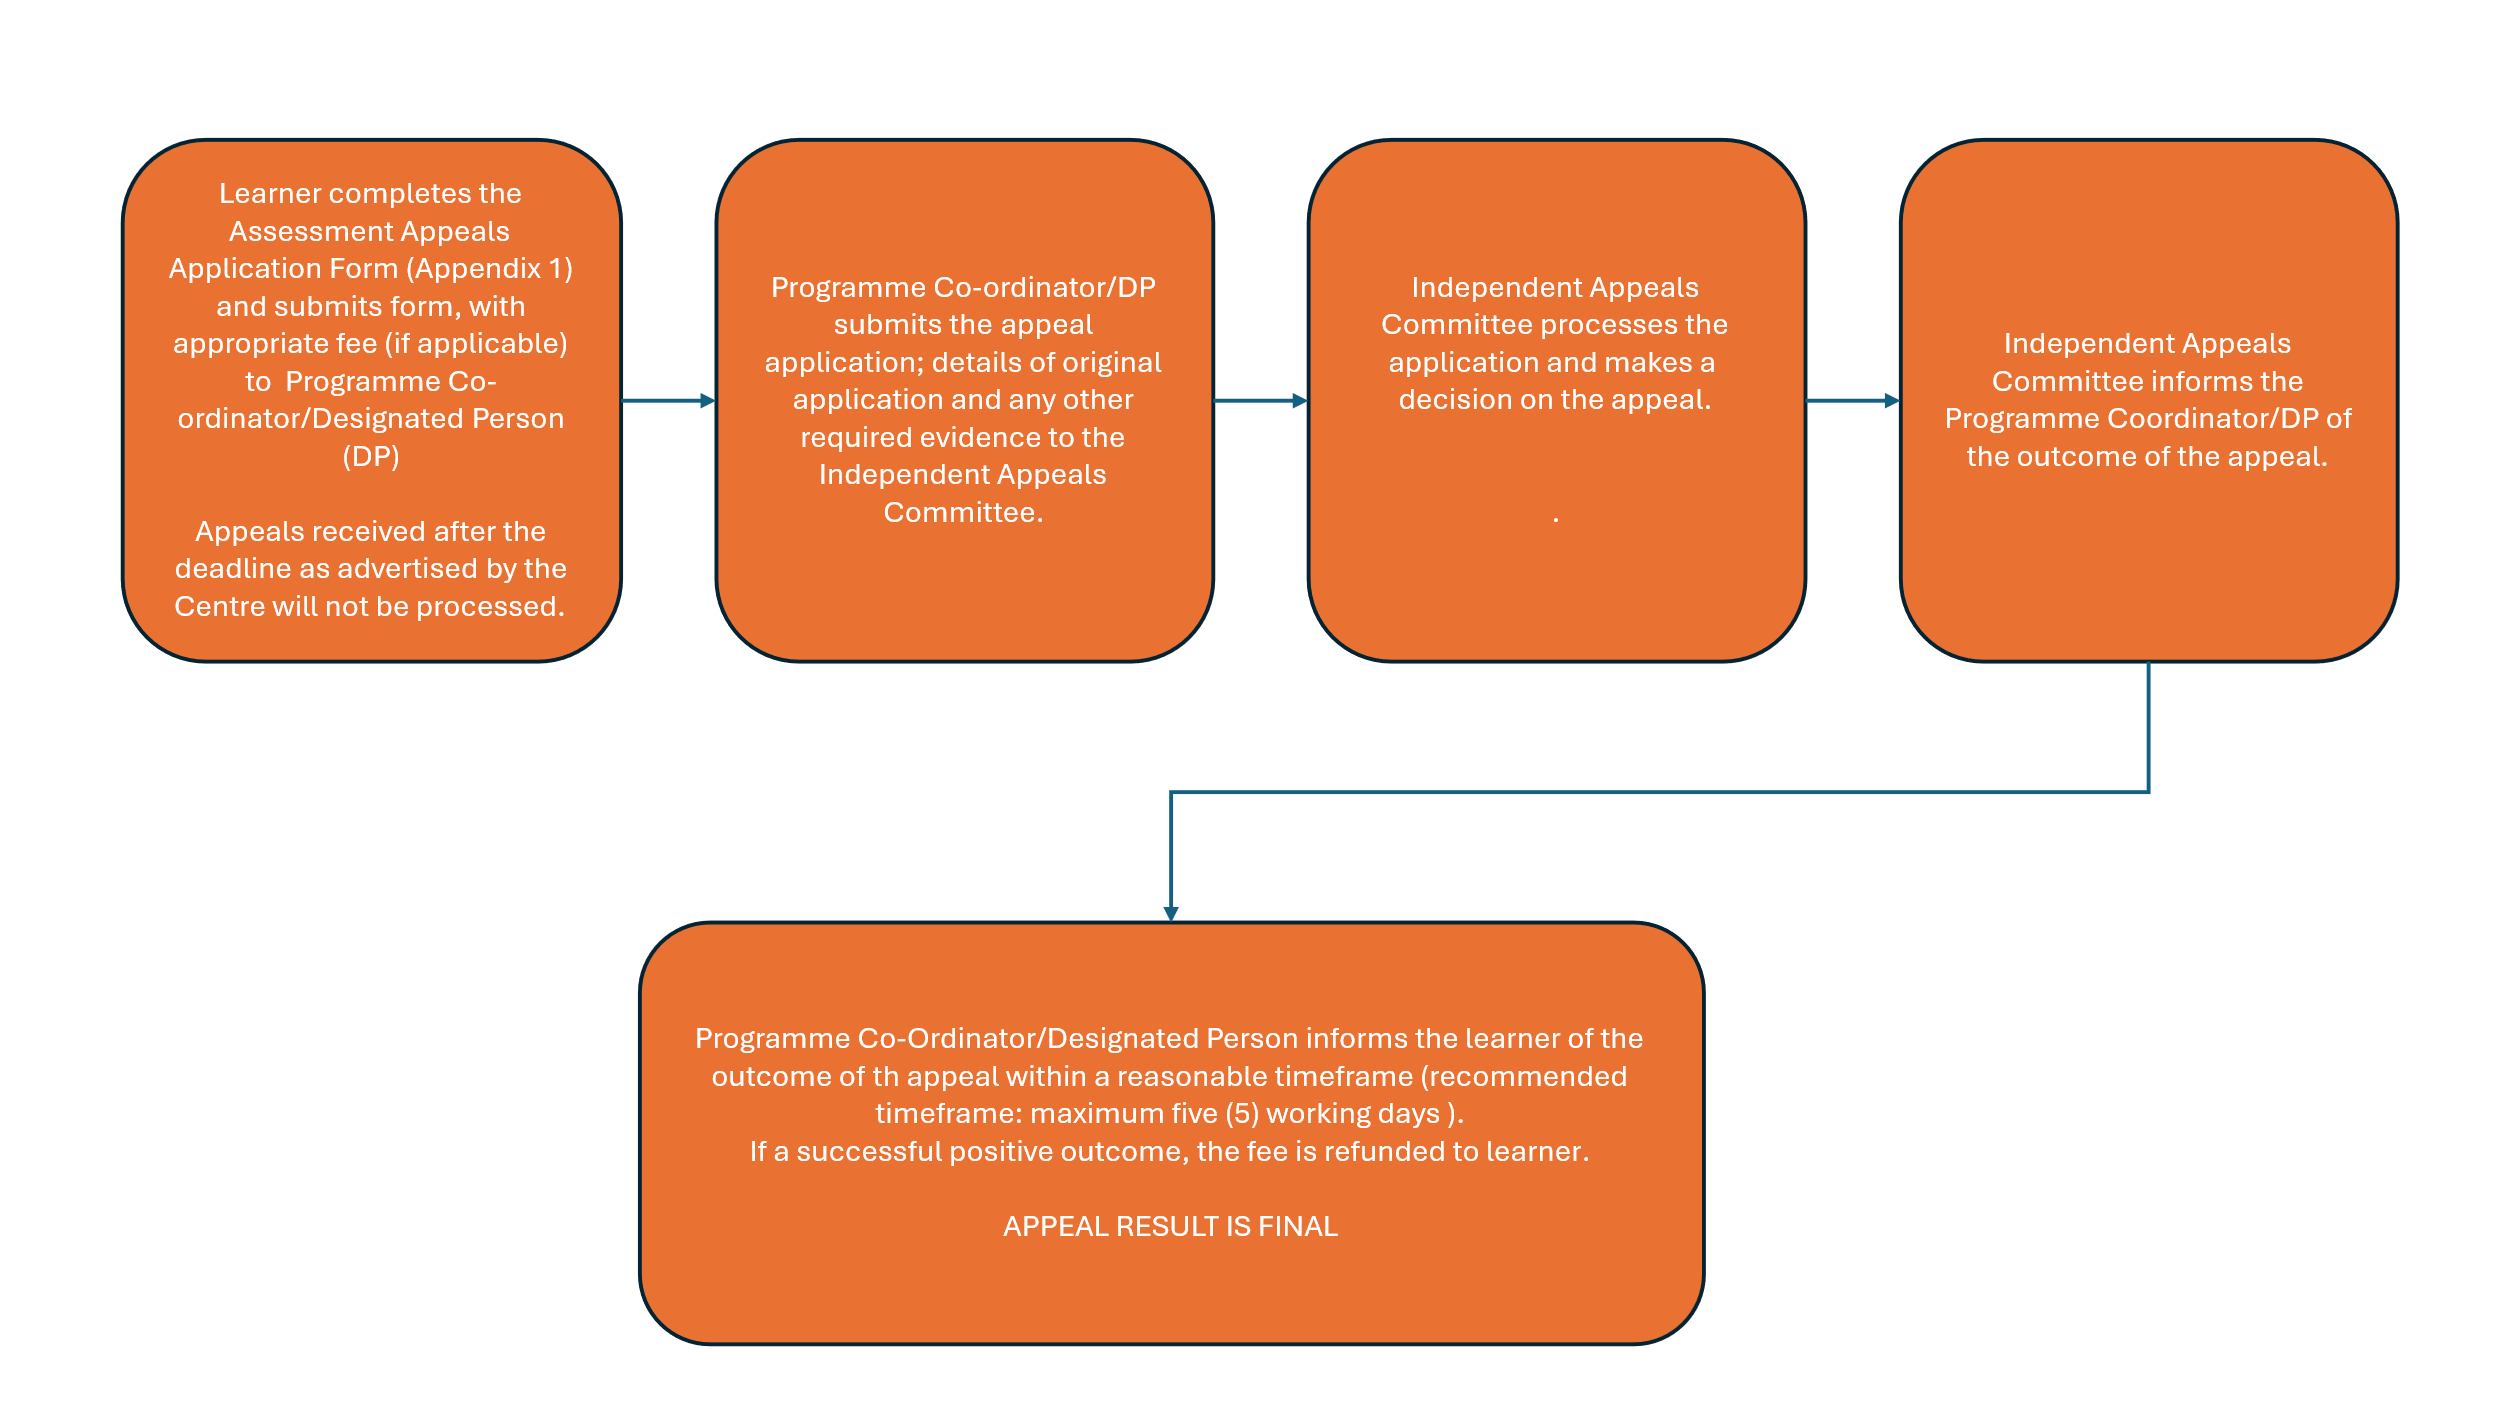 Learner completes the
Assessment Appeals
Application Form (Appendix 1)
and submits form, with
appropriate fee (if applicable)
to  Programme Co-
ordinator/Designated Person
(DP)
Appeals received after the
deadline as advertised by the
Centre will not be processed.
Programme Co-ordinator/DP
submits the appeal
application; details of original
application and any other
required evidence to the
Independent Appeals
Committee.
Independent Appeals
Committee processes the
application and makes a
decision on the appeal.
.
Independent Appeals
Committee informs the
Programme Coordinator/DP of
the outcome of the appeal.
Programme Co-Ordinator/Designated Person informs the learner of the
outcome of th appeal within a reasonable timeframe (recommended
timeframe: maximum five (5) working days ).
If a successful positive outcome, the fee is refunded to learner.
APPEAL RESULT IS FINAL